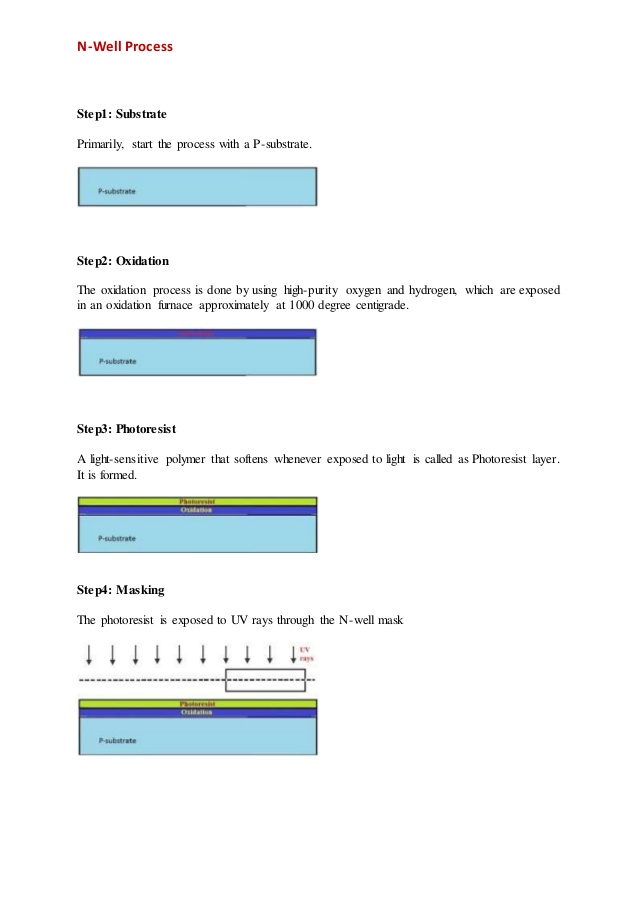 N-Well Process
Step1: Substrate
Primarily, start the process with a P-substrate.
P-substrate
Step2: Oxidation
The oxidation process is done by using high-purity oxygen and hydrogen, which are exposed
in an oxidation furnace approximately at 1000 degree centigrade.
P-substrate
Step3: Photoresist
A light-sensitive polymer that softens whenever exposed to light is called as Photoresist layer.
It is formed.
Photoresist
Oxidation
P-substrate
Step4: Masking
The photoresist is exposed to UV rays through the N-well mask
UV
rays
Photoresist
Oxidation
P-substrate